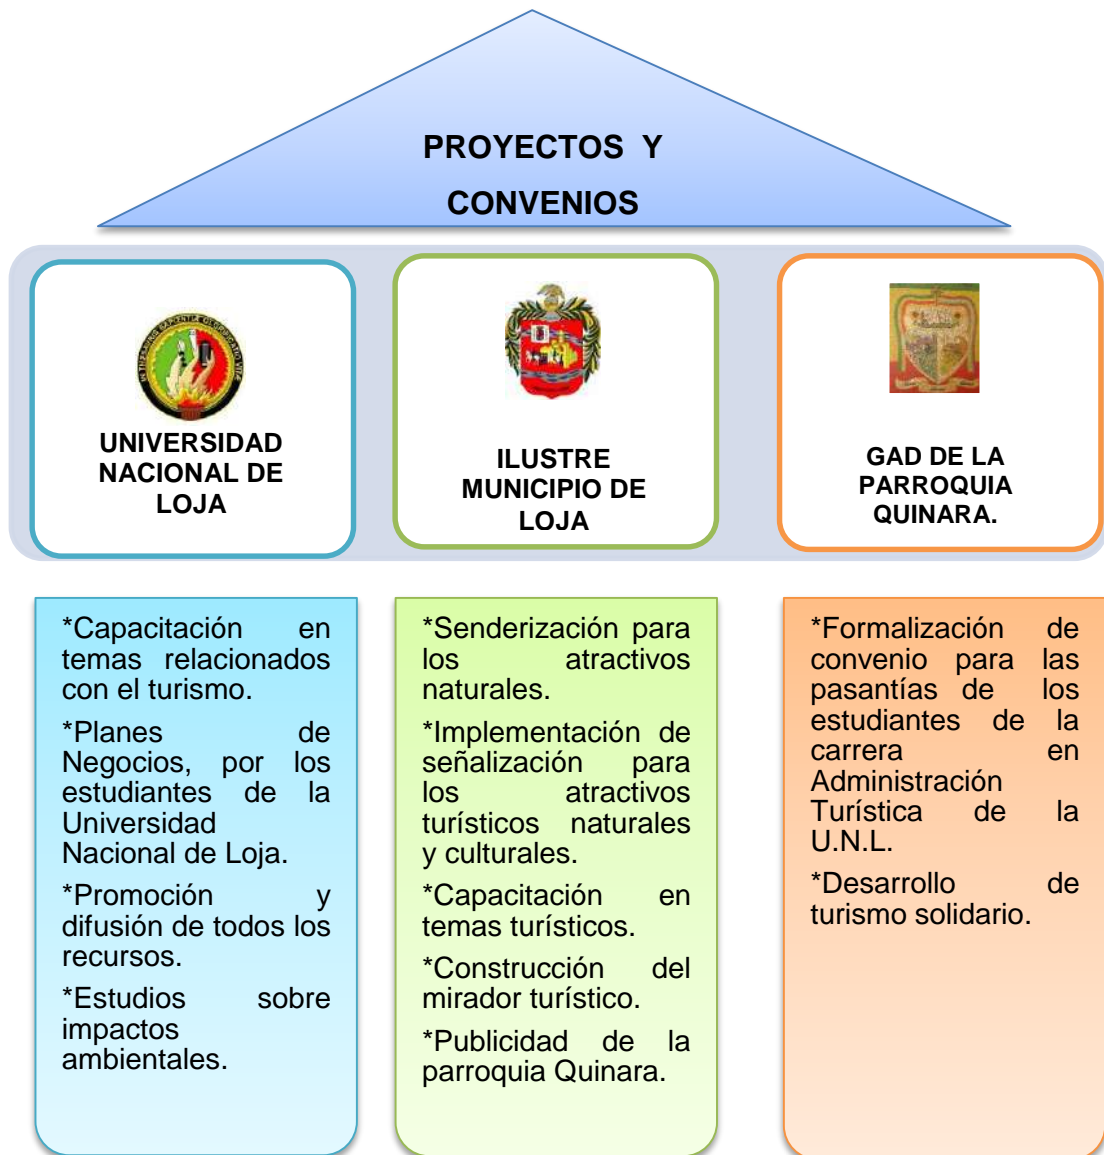 PROYECTOS Y
CONVENIOS
UNIVERSIDAD
NACIONAL DE
LOJA
ILUSTRE
MUNICIPIO DE
LOJA
GAD DE LA
PARROQUIA
QUINARA.
*Capacitación en
temas relacionados
con el turismo.
*Planes de
Negocios, por los
estudiantes de la
Universidad
Nacional de Loja.
*Promoción y
difusión de todos los
recursos.
*Estudios sobre
impactos
ambientales.
*Senderización para
los atractivos
naturales.
*Implementación de
señalización para
los atractivos
turísticos naturales
y culturales.
*Capacitación en
temas turísticos.
*Construcción del
mirador turístico.
*Publicidad de la
parroquia Quinara.
*Formalización de
convenio para las
pasantías de los
estudiantes de la
carrera en
Administración
Turística de la
U.N.L.
*Desarrollo de
turismo solidario.